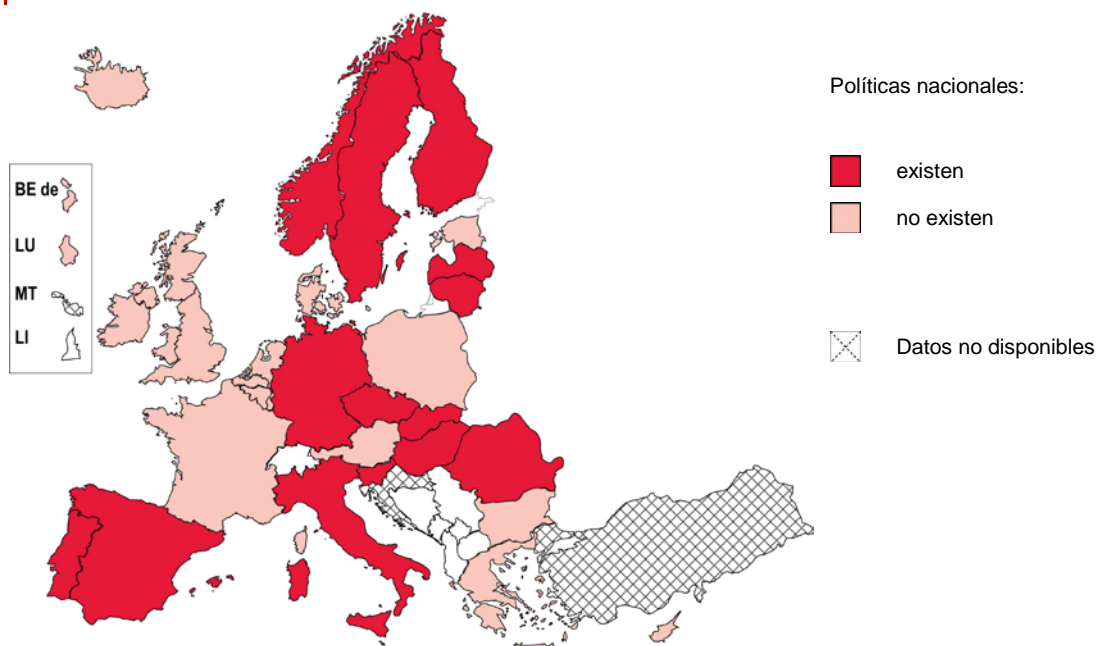 Políticas nacionales:
existen
no existen
Datos no disponibles
BE de
LU
MT
LI